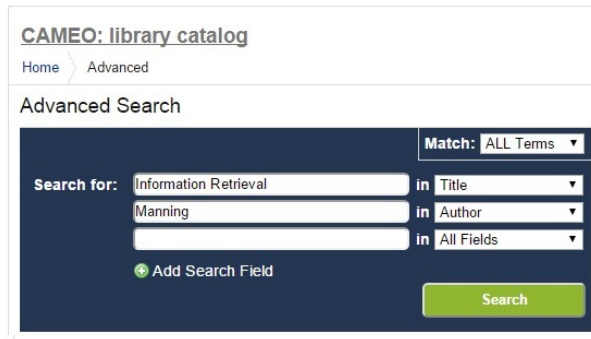 CAMEO: library catalog
Home Advanced
Advanced Search
Match: ALL Terms
Search for: Information Retrieval in Title
Manning in Author
in All Fields
Add Search Field
Search